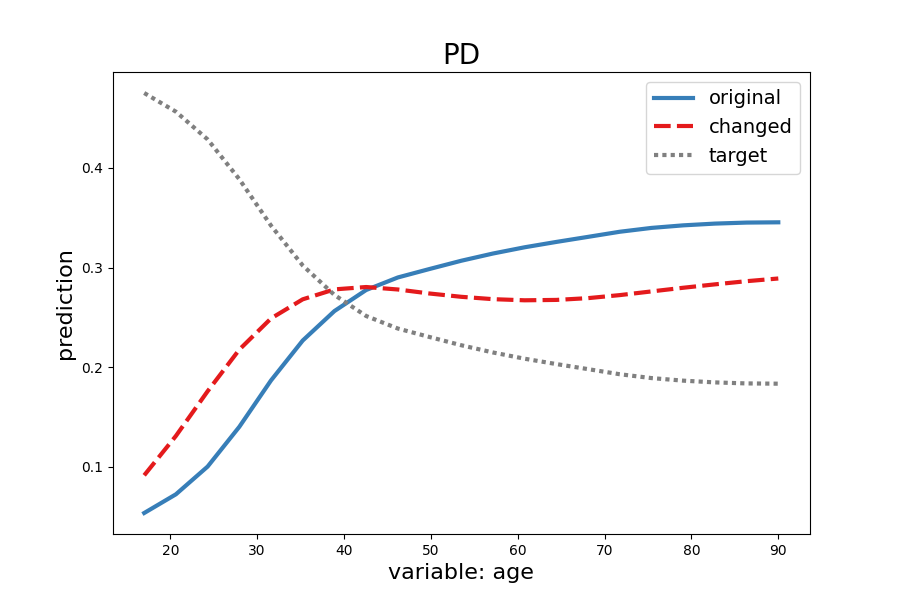 PD
original
changed
target
0.4
0.3
0.2
0.1
prediction
20 30 40 50 60 70 80 90
variable: age